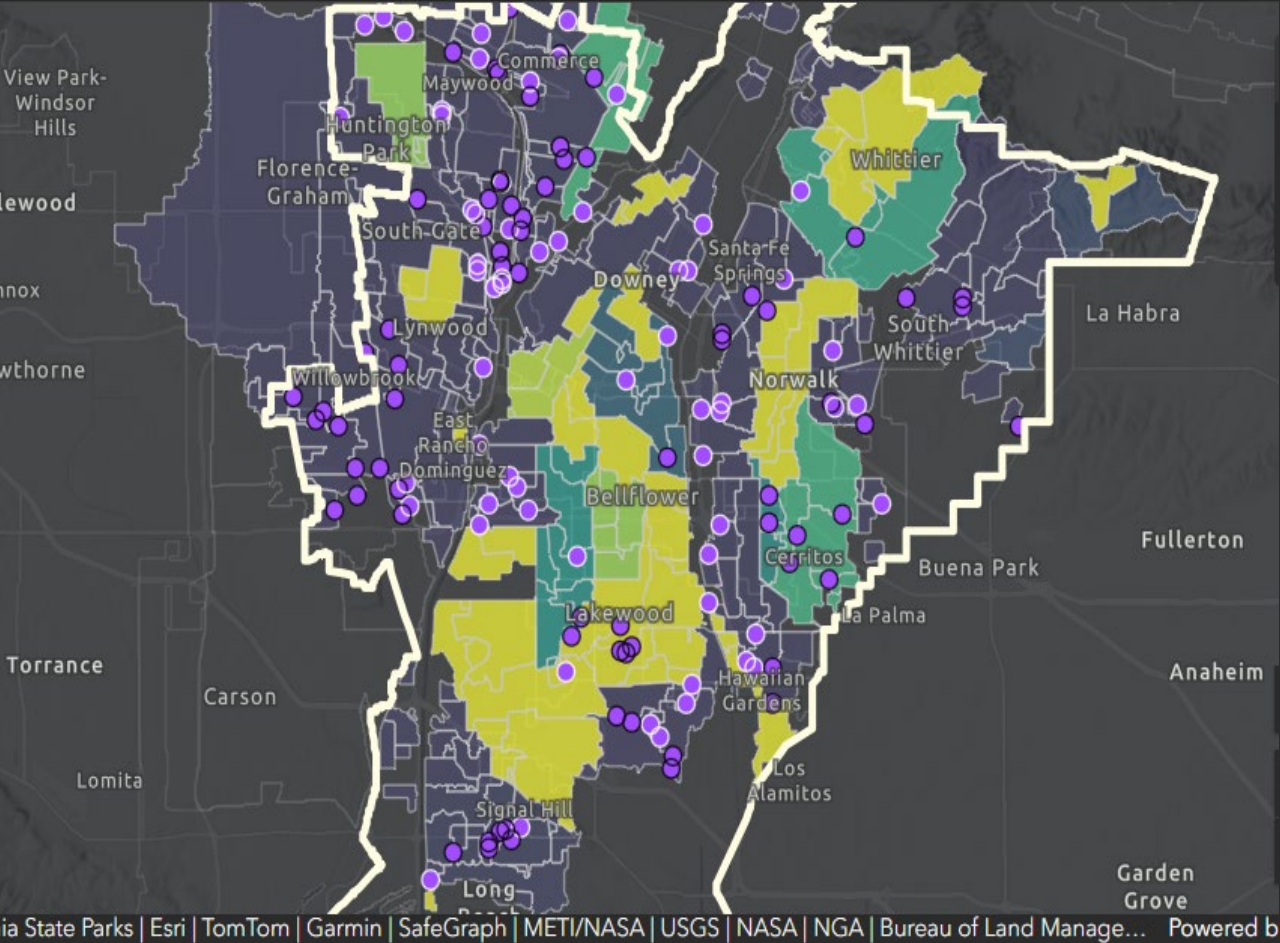 View Park-
Windsor
Hills
Commerce
Maywood
Huntington
Park
Florence-
Graham
Whittier
lewood
South Gate
Santa Fe
Springs
Downey
nnox
La Habra
Lynwood
South
Whittier
wthorne
Willowbrook
Norwalk
East
Rancho
Dominguez
Bellflower
Fullerton
Cerritos
Buena Park
Lakewood
La Palma
Torrance
Anaheim
Carson
Hawaiian
Gardens
Lomita
Los
Alamitos
Signal Hill
Garden
Grove
Long
ia State Parks | Esri | TomTom | Garmin | SafeGraph | METI/NASA | USGS | NASA | NGA | Bureau of Land Manage... Powered b